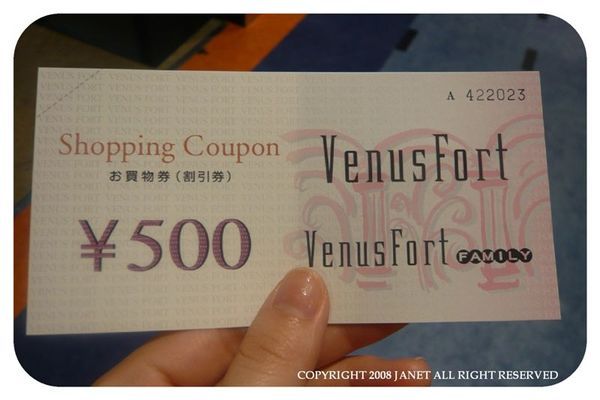 A 422023
Shopping Coupon
お買物券(割引券)
¥500
VENUSFORT
VENUSFORT FAMILY
COPYRIGHT 2008 JANET ALL RIGHT RESERVED